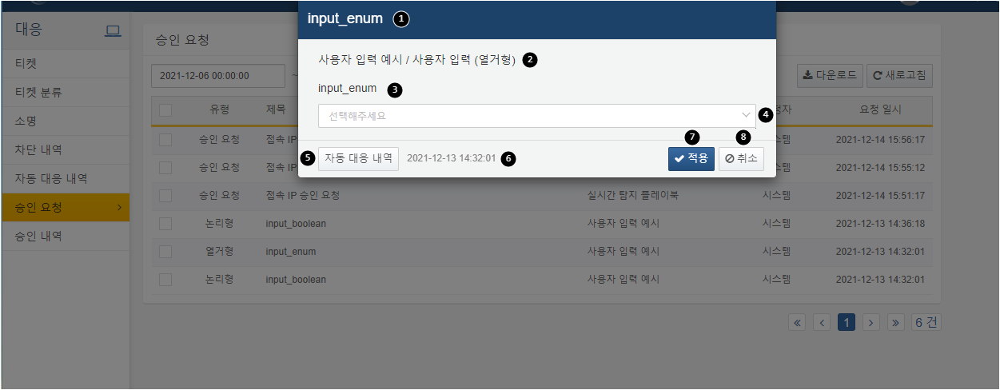 input_enum 1
대응
승인 요청
사용자 입력 예시 / 사용자 입력 (열거형) 2
티켓
2021-12-06 00:00:00 ~
다운로드 새로고침
input_enum 3
티켓 분류
유형 제목 요청 일시
선택해주세요 4
소명
승인 요청 접속 IP 시스템 2021-12-14 15:56:17
차단 내역
7 8
5 자동 대응 내역 2021-12-13 14:32:01 6 적용 취소
승인 요청 접속 IP 시스템 2021-12-14 15:55:12
자동 대응 내역
승인 요청 접속 IP 승인 요청 실시간 탐지 플레이북 시스템 2021-12-14 15:51:17
승인 요청 >
논리형 input_boolean 사용자 입력 예시 시스템 2021-12-13 14:36:18
승인 내역
열거형 input_enum 사용자 입력 예시 시스템 2021-12-13 14:32:01
논리형 input_boolean 사용자 입력 예시 시스템 2021-12-13 14:32:01
« < 1 > » 6 건